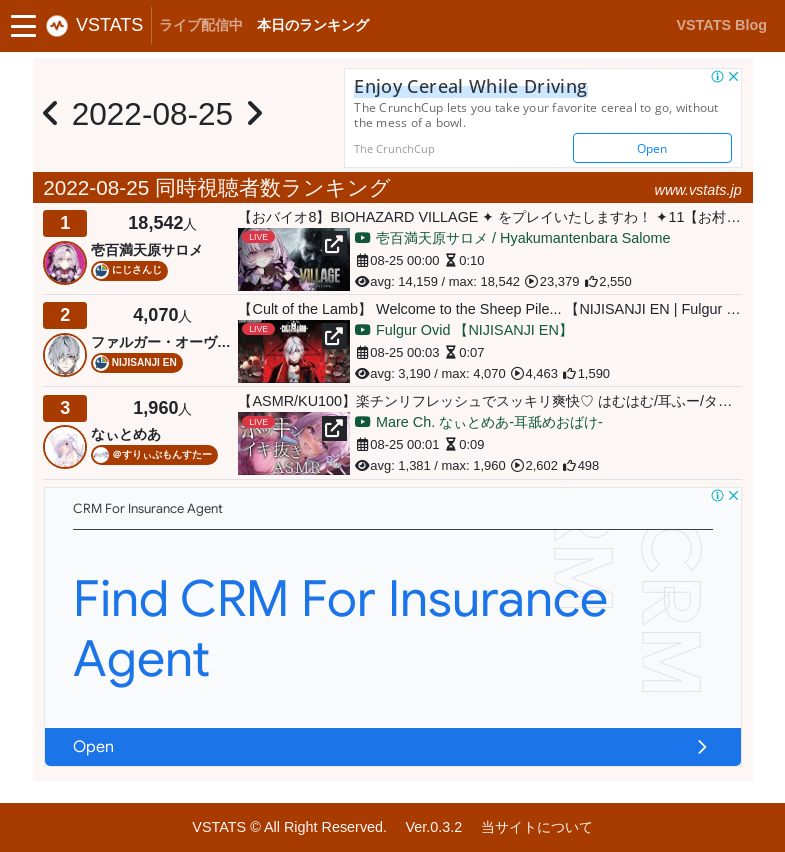 VSTATS ライブ配信中 本日のランキング VSTATS Blog
2022-08-25
Enjoy Cereal While Driving
The CrunchCup lets you take your favorite cereal to go, without
the mess of a bowl.
The CrunchCup
Open
2022-08-25 同時視聴者数ランキング www.vstats.jp
1
18,542人
壱百満天原サロメ
にじさんじ
【おバイオ8】BIOHAZARD VILLAGE ✦ をプレイいたしますわ！ ✦11【お村…
LIVE
VILLAGE
壱百満天原サロメ / Hyakumantenbara Salome
08-25 00:00 0:10
avg: 14,159 / max: 18,542 23,379 2,550
2
4,070人
ファルガー・オーヴ…
NIJISANJI EN
【Cult of the Lamb】 Welcome to the Sheep Pile... 【NIJISANJI EN | Fulgur …
LIVE
Fulgur Ovid 【NIJISANJI EN】
08-25 00:03 0:07
avg: 3,190 / max: 4,070 4,463 1,590
3
1,960人
なぃとめあ
@すりぃぷもんすたー
【ASMR/KU100】楽チンリフレッシュでスッキリ爽快♡ はむはむ/耳ふー/タ…
LIVE
イキ抜き
ASMR
Mare Ch. なぃとめあ-耳舐めおばけ-
08-25 00:01 0:09
avg: 1,381 / max: 1,960 2,602 498
CRM For Insurance Agent
CRM
Find CRM For Insurance
Agent
Open
VSTATS © All Right Reserved. Ver.0.3.2 当サイトについて